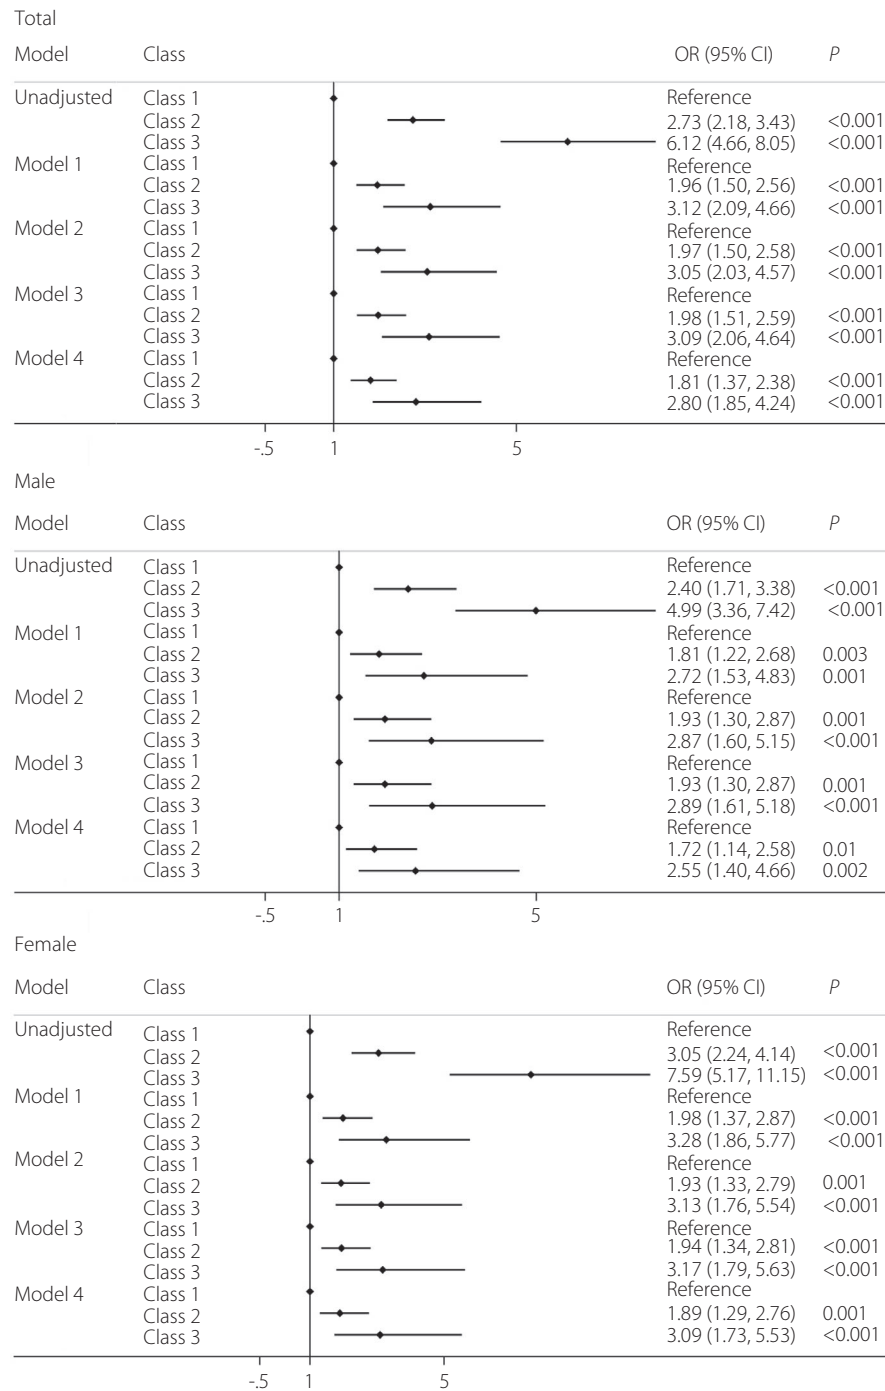 Total
Model Class OR (95% CI) P
Unadjusted Class 1 Reference
Class 2 2.73 (2.18, 3.43) <0.001
Class 3 6.12 (4.66, 8.05) <0.001
Model 1 Class 1 Reference
Class 2 1.96 (1.50, 2.56) <0.001
Class 3 3.12 (2.09, 4.66) <0.001
Model 2 Class 1 Reference
Class 2 1.97 (1.50, 2.58) <0.001
Class 3 3.05 (2.03, 4.57) <0.001
Model 3 Class 1 Reference
Class 2 1.98 (1.51, 2.59) <0.001
Class 3 3.09 (2.06, 4.64) <0.001
Model 4 Class 1 Reference
Class 2 1.81 (1.37, 2.38) <0.001
Class 3 2.80 (1.85, 4.24) <0.001
-.5 1 5
Male
Model Class OR (95% CI) P
Unadjusted Class 1 Reference
Class 2 2.40 (1.71, 3.38) <0.001
Class 3 4.99 (3.36, 7.42) <0.001
Model 1 Class 1 Reference
Class 2 1.81 (1.22, 2.68) 0.003
Class 3 2.72 (1.53, 4.83) 0.001
Model 2 Class 1 Reference
Class 2 1.93 (1.30, 2.87) 0.001
Class 3 2.87 (1.60, 5.15) <0.001
Model 3 Class 1 Reference
Class 2 1.93 (1.30, 2.87) 0.001
Class 3 2.89 (1.61, 5.18) <0.001
Model 4 Class 1 Reference
Class 2 1.72 (1.14, 2.58) 0.01
Class 3 2.55 (1.40, 4.66) 0.002
-.5 1 5
Female
Model Class OR (95% CI) P
Unadjusted Class 1 Reference
Class 2 3.05 (2.24, 4.14) <0.001
Class 3 7.59 (5.17, 11.15) <0.001
Model 1 Class 1 Reference
Class 2 1.98 (1.37, 2.87) <0.001
Class 3 3.28 (1.86, 5.77) <0.001
Model 2 Class 1 Reference
Class 2 1.93 (1.33, 2.79) 0.001
Class 3 3.13 (1.76, 5.54) <0.001
Model 3 Class 1 Reference
Class 2 1.94 (1.34, 2.81) <0.001
Class 3 3.17 (1.79, 5.63) <0.001
Model 4 Class 1 Reference
Class 2 1.89 (1.29, 2.76) 0.001
Class 3 3.09 (1.73, 5.53) <0.001
-.5 1 5